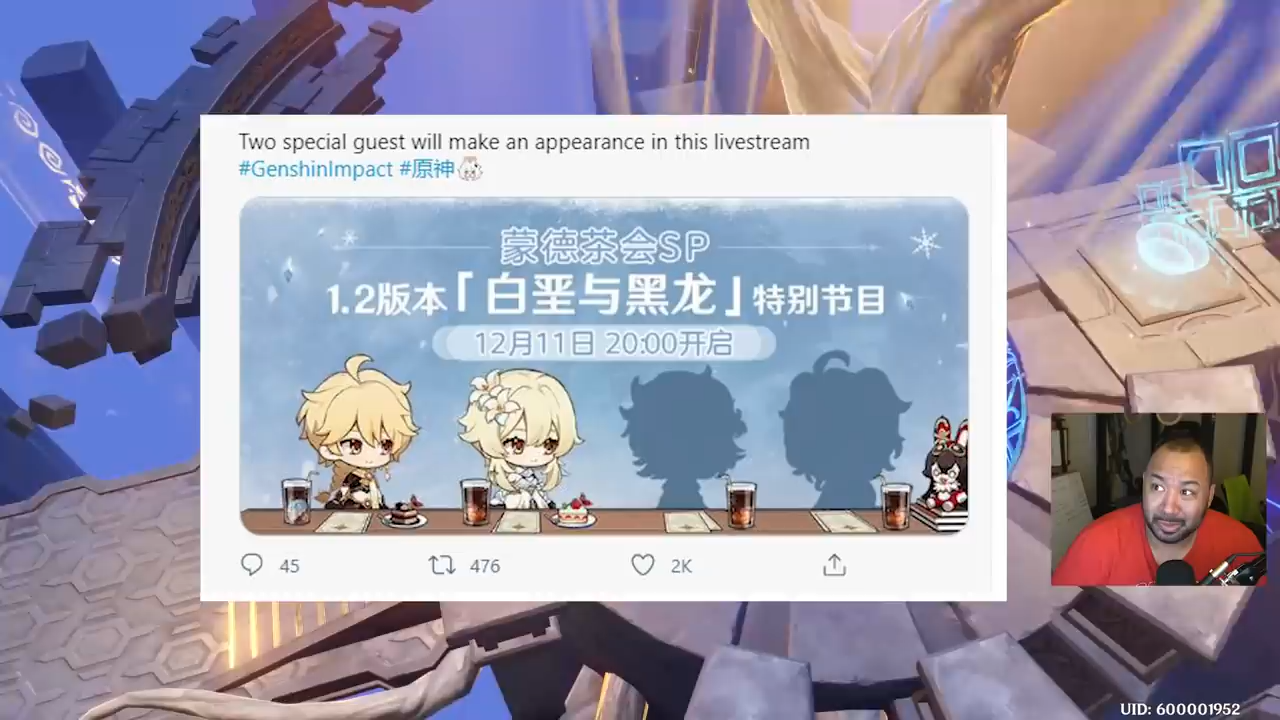 Two special guest will make an appearance in this livestream
#GenshinImpact #原神
蒙德茶会SP
1.2版本「白垩与黑龙」特别节目
12月11日 20:00开启
45
476
2K
UID: 600001952